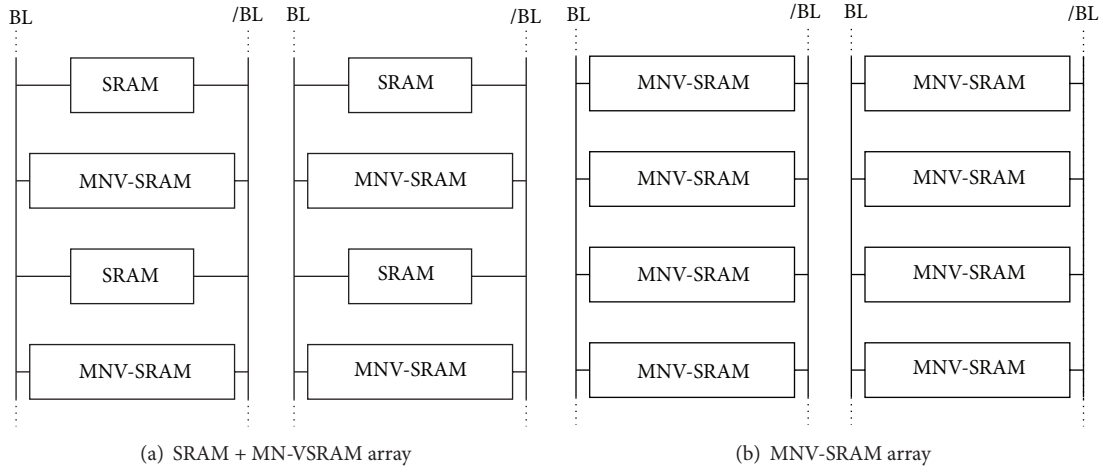 BL /BL BL /BL BL /BL BL /BL
SRAM SRAM MNV-SRAM MNV-SRAM
MNV-SRAM MNV-SRAM MNV-SRAM MNV-SRAM
SRAM SRAM MNV-SRAM MNV-SRAM
MNV-SRAM MNV-SRAM MNV-SRAM MNV-SRAM
(a) SRAM + MN-VSRAM array (b) MNV-SRAM array